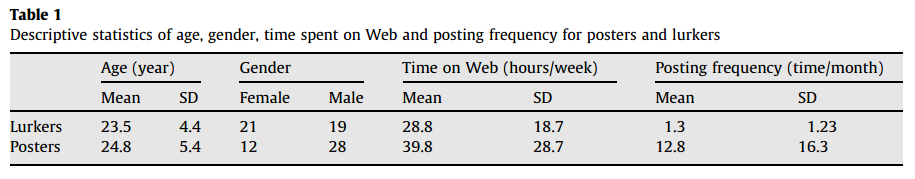 Table 1
Descriptive statistics of age, gender, time spent on Web and posting frequency for posters and lurkers
Age (year) Gender Time on Web (hours/week) Posting frequency (time/month)
Mean SD Female Male Mean SD Mean SD
Lurkers 23.5 4.4 21 19 28.8 18.7 1.3 1.23
Posters 24.8 5.4 12 28 39.8 28.7 12.8 16.3